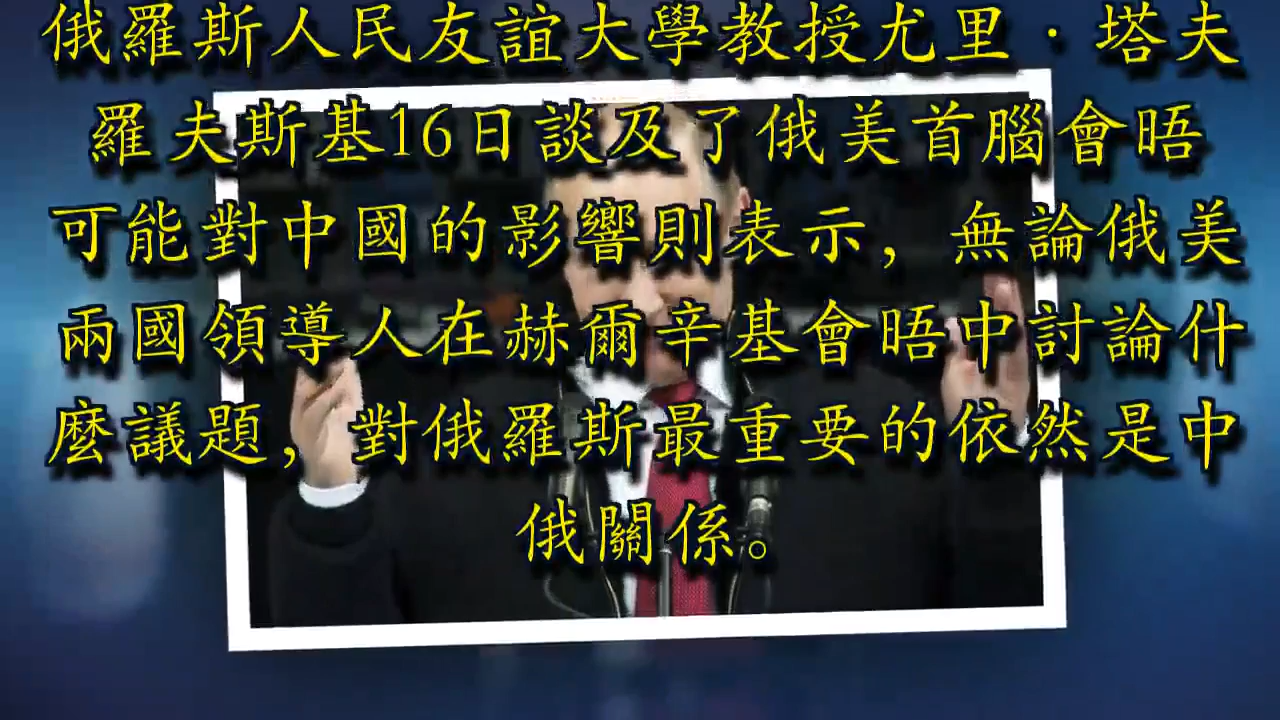 俄羅斯人民友誼大學教授尤里·塔夫
羅夫斯基16日談及了俄美首腦會晤
可能對中國的影響則表示，無論俄美
兩國領導人在赫爾辛基會晤中討論什
麼議題，對俄羅斯最重要的依然是中
俄關係。